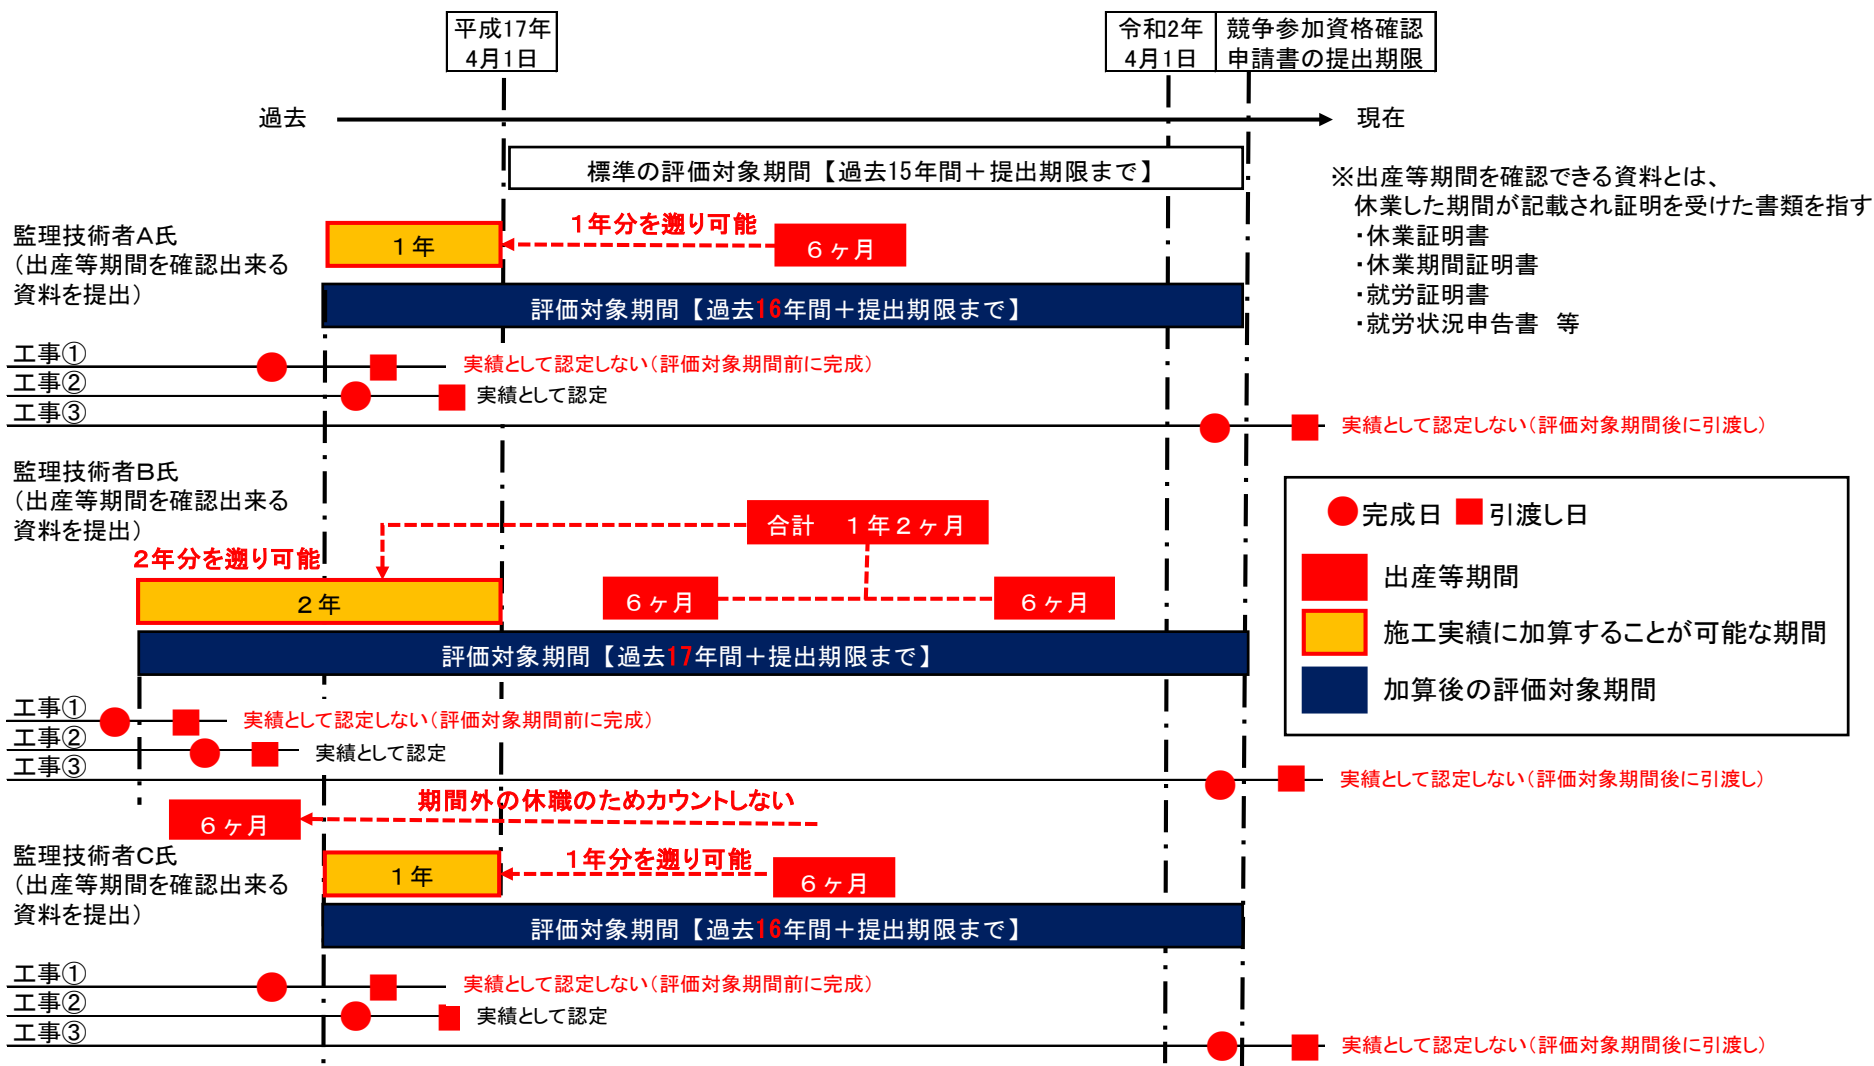 平成17年
4月1日
令和2年
4月1日
競争参加資格確認
申請書の提出期限
過去
現在
標準の評価対象期間【過去15年間＋提出期限まで】
※出産等期間を確認できる資料とは、
休業した期間が記載され証明を受けた書類を指す
・休業証明書
・休業期間証明書
・就労証明書
・就労状況申告書　等
監理技術者A氏
（出産等期間を確認出来る
資料を提出）
1年分を遡り可能
１年
６ヶ月
評価対象期間【過去16年間＋提出期限まで】
工事①
実績として認定しない（評価対象期間前に完成）
工事②
実績として認定
工事③
実績として認定しない（評価対象期間後に引渡し）
監理技術者B氏
（出産等期間を確認出来る
資料を提出）
合計　１年２ヶ月
2年分を遡り可能
２年
６ヶ月
６ヶ月
評価対象期間【過去17年間＋提出期限まで】
完成日
引渡し日
出産等期間
施工実績に加算することが可能な期間
加算後の評価対象期間
工事①
実績として認定しない（評価対象期間前に完成）
工事②
実績として認定
工事③
実績として認定しない（評価対象期間後に引渡し）
期間外の休職のためカウントしない
６ヶ月
監理技術者C氏
（出産等期間を確認出来る
資料を提出）
1年分を遡り可能
１年
６ヶ月
評価対象期間【過去16年間＋提出期限まで】
工事①
実績として認定しない（評価対象期間前に完成）
工事②
実績として認定
工事③
実績として認定しない（評価対象期間後に引渡し）